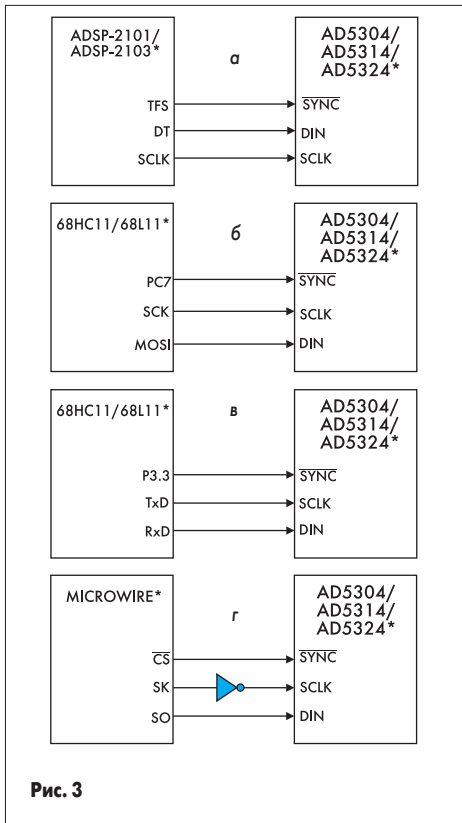 ADSP-2101/
ADSP-2103*
а
AD5304/
AD5314/
AD5324*
TFS
SYNC
DT
DIN
SCLK
SCLK
68HC11/68L11*
б
AD5304/
AD5314/
AD5324*
PC7
SYNC
SCK
SCLK
MOSI
DIN
68HC11/68L11*
в
AD5304/
AD5314/
AD5324*
P3.3
SYNC
TxD
SCLK
RxD
DIN
MICROWIRE*
г
AD5304/
AD5314/
AD5324*
CS
SYNC
SK
SCLK
SO
DIN
Рис. 3